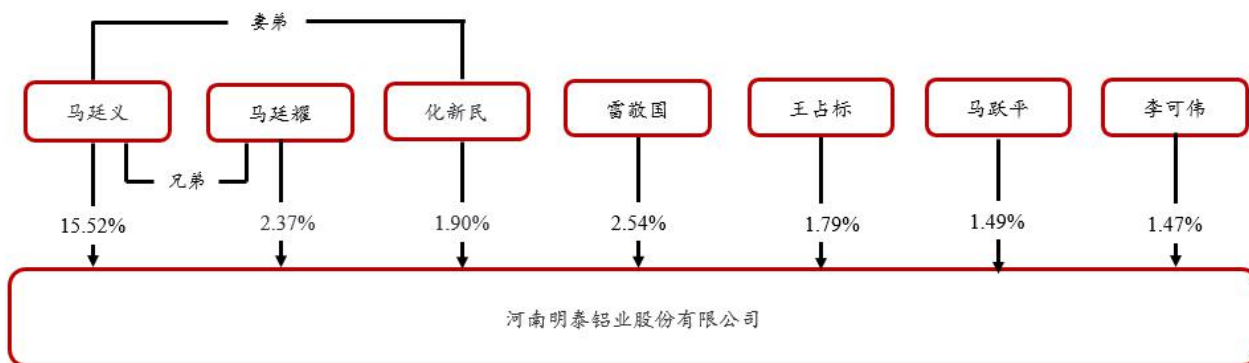 妻弟
马廷义
马廷耀
化新民
雷敬国
王占标
马跃平
李可伟
兄弟
15.52%
2.37%
1.90%
2.54%
1.79%
1.49%
1.47%
河南明泰铝业股份有限公司